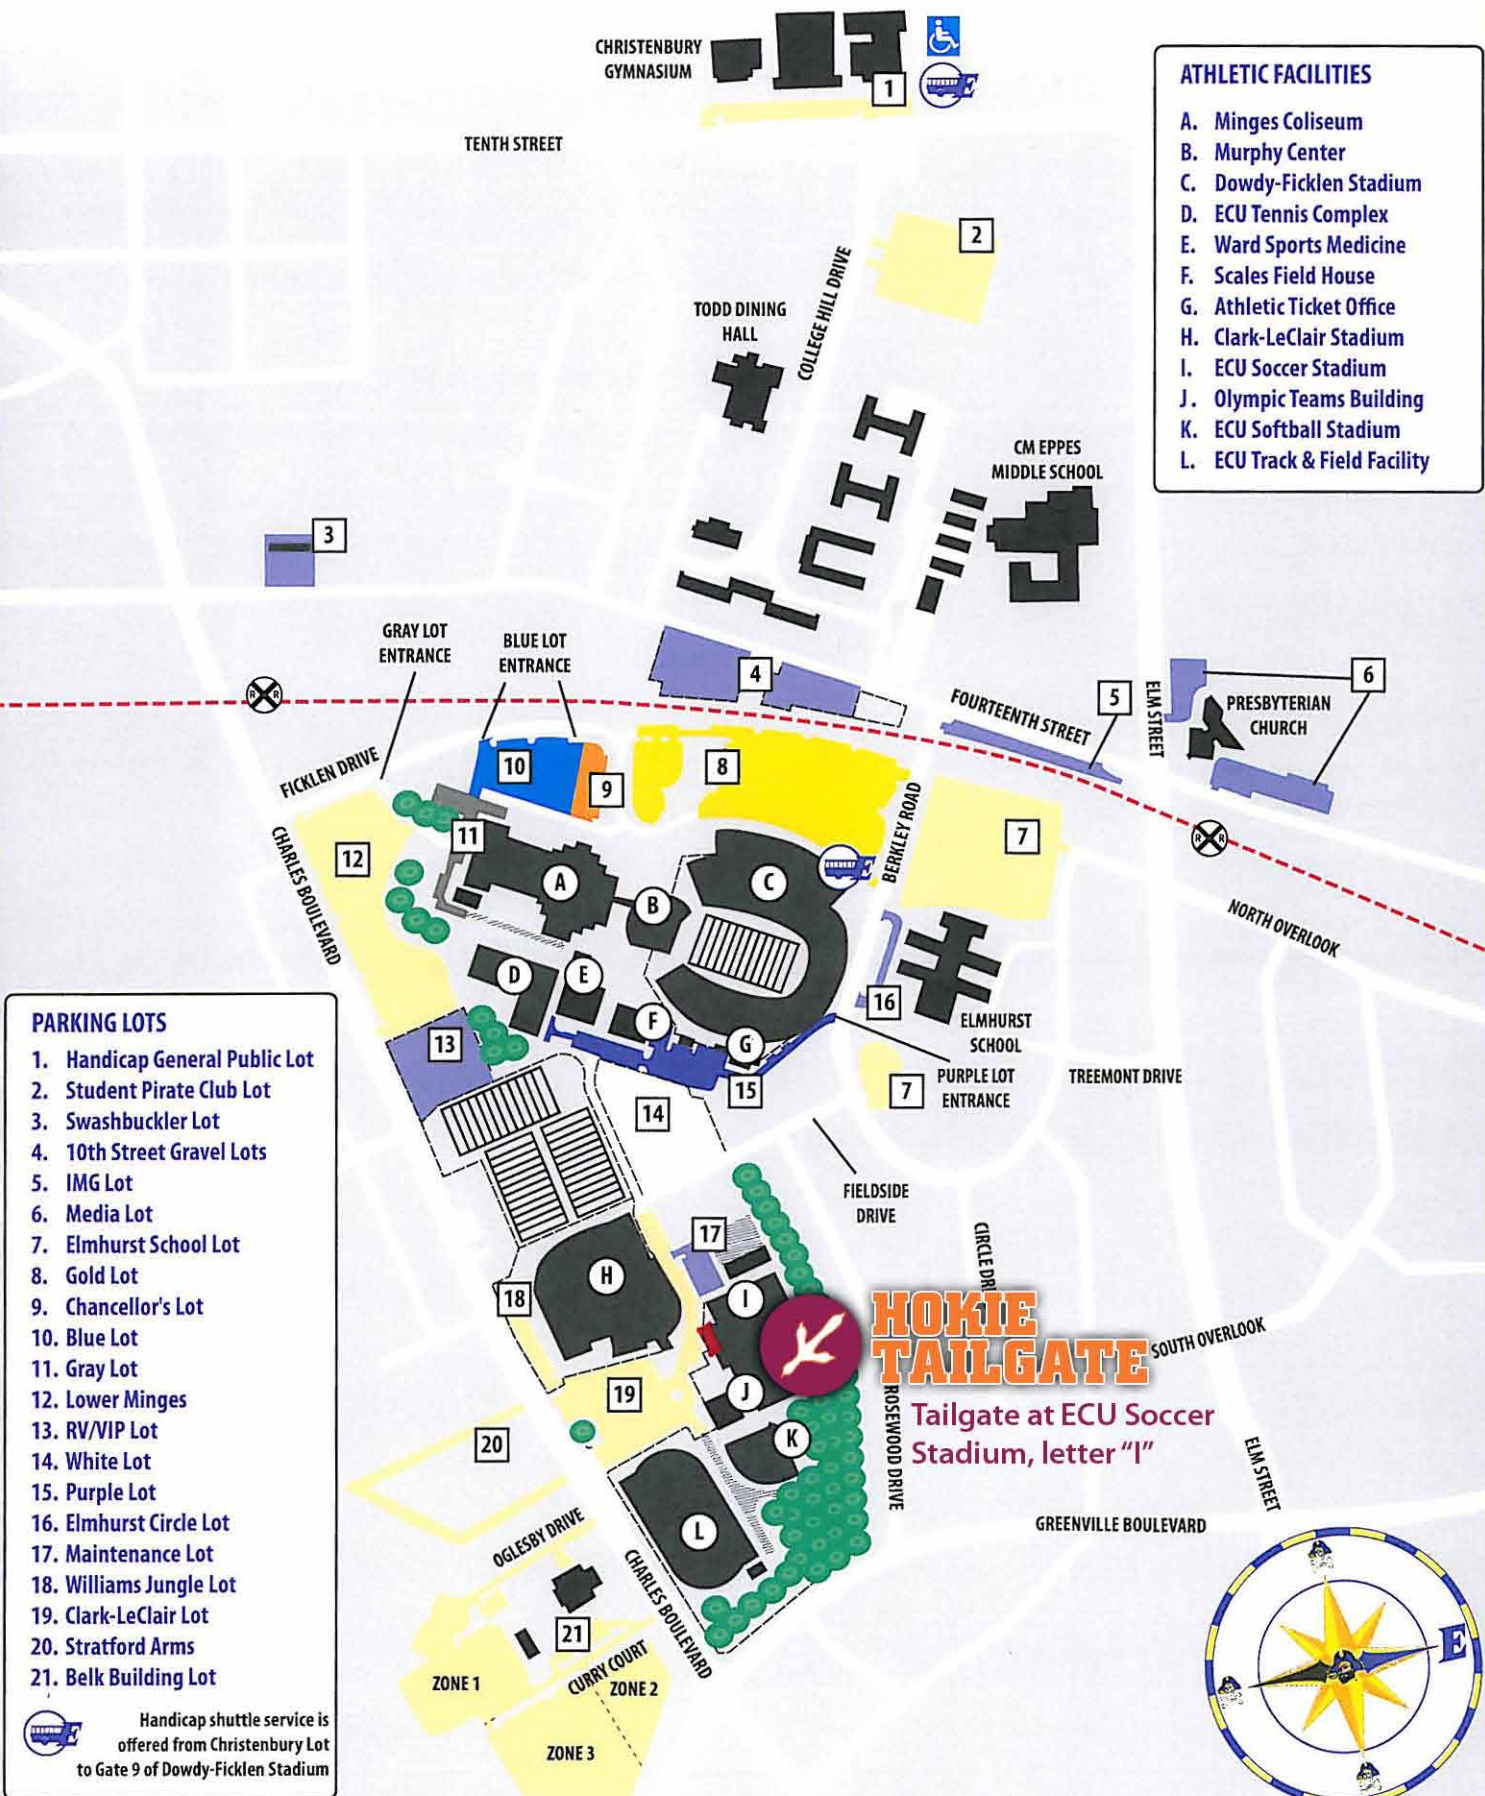 CHRISTENBURY
GYMNASIUM
1
E
TENTH STREET
ATHLETIC FACILITIES
A. Minges Coliseum
B. Murphy Center
C. Dowdy-Ficklen Stadium
D. ECU Tennis Complex
E. Ward Sports Medicine
F. Scales Field House
G. Athletic Ticket Office
H. Clark-LeClair Stadium
I. ECU Soccer Stadium
J. Olympic Teams Building
K. ECU Softball Stadium
L. ECU Track & Field Facility
2
COLLEGE HILL DRIVE
TODD DINING
HALL
CM EPPES
MIDDLE SCHOOL
3
GRAY LOT
ENTRANCE
BLUE LOT
ENTRANCE
4
5
6
ELM STREET
PRESBYTERIAN
CHURCH
R R
FOURTEENTH STREET
FICKLEN DRIVE
10
9
8
BERKLEY ROAD
7
R R
11
12
CHARLES BOULEVARD
A
B
C
E
NORTH OVERLOOK
D
E
F
G
16
ELMHURST
SCHOOL
13
15
14
7
PURPLE LOT
ENTRANCE
TREEMONT DRIVE
FIELDSIDE
DRIVE
PARKING LOTS
1. Handicap General Public Lot
2. Student Pirate Club Lot
3. Swashbuckler Lot
4. 10th Street Gravel Lots
5. IMG Lot
6. Media Lot
7. Elmhurst School Lot
8. Gold Lot
9. Chancellor's Lot
10. Blue Lot
11. Gray Lot
12. Lower Minges
13. RV/VIP Lot
14. White Lot
15. Purple Lot
16. Elmhurst Circle Lot
17. Maintenance Lot
18. Williams Jungle Lot
19. Clark-LeClair Lot
20. Stratford Arms
21. Belk Building Lot
E
Handicap shuttle service is
offered from Christenbury Lot
to Gate 9 of Dowdy-Ficklen Stadium
17
CIRCLE DRI
H
I
18
HOKIE
TAILGATE
SOUTH OVERLOOK
19
J
K
ROSEWOOD DRIVE
Tailgate at ECU Soccer
Stadium, letter "I"
20
ELM STREET
L
OGLESBY DRIVE
GREENVILLE BOULEVARD
CHARLES BOULEVARD
21
CURRY COURT
ZONE 1
ZONE 2
ZONE 3
E